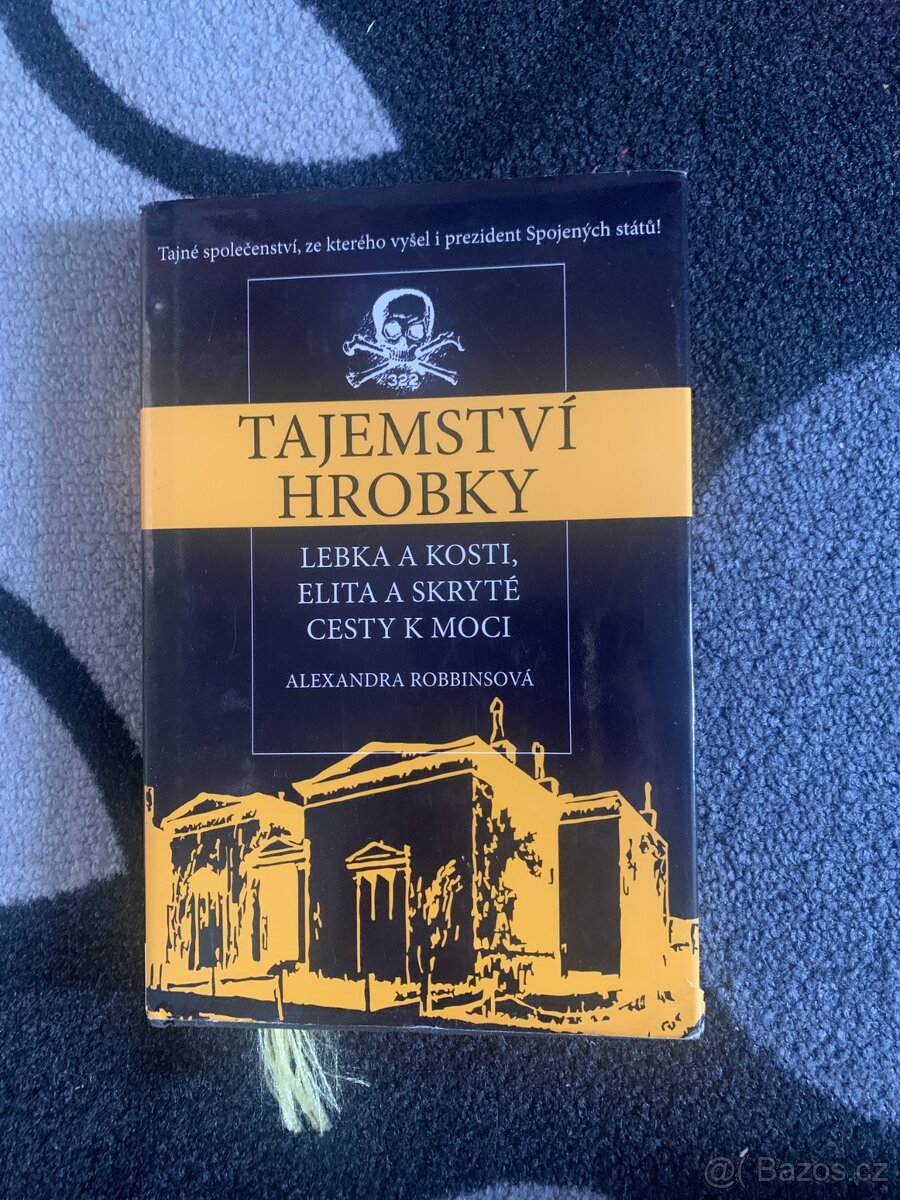 Tajné společenství, ze kterého vyšel i prezident Spojených států!
322
TAJEMSTVÍ
HROBKY
LEBKA A KOSTI,
ELITA A SKRYTÉ
CESTY K MOCI
ALEXANDRA ROBBINSOVÁ
@( Bazos.cz